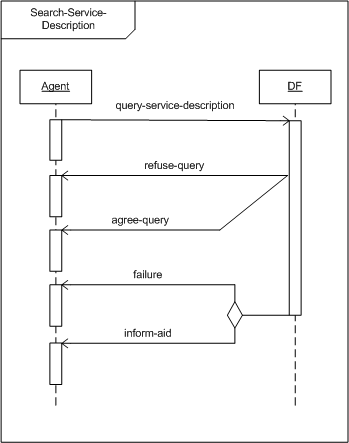 Search-Service-
Description
Agent
DF
query-service-description
refuse-query
agree-query
failure
inform-aid